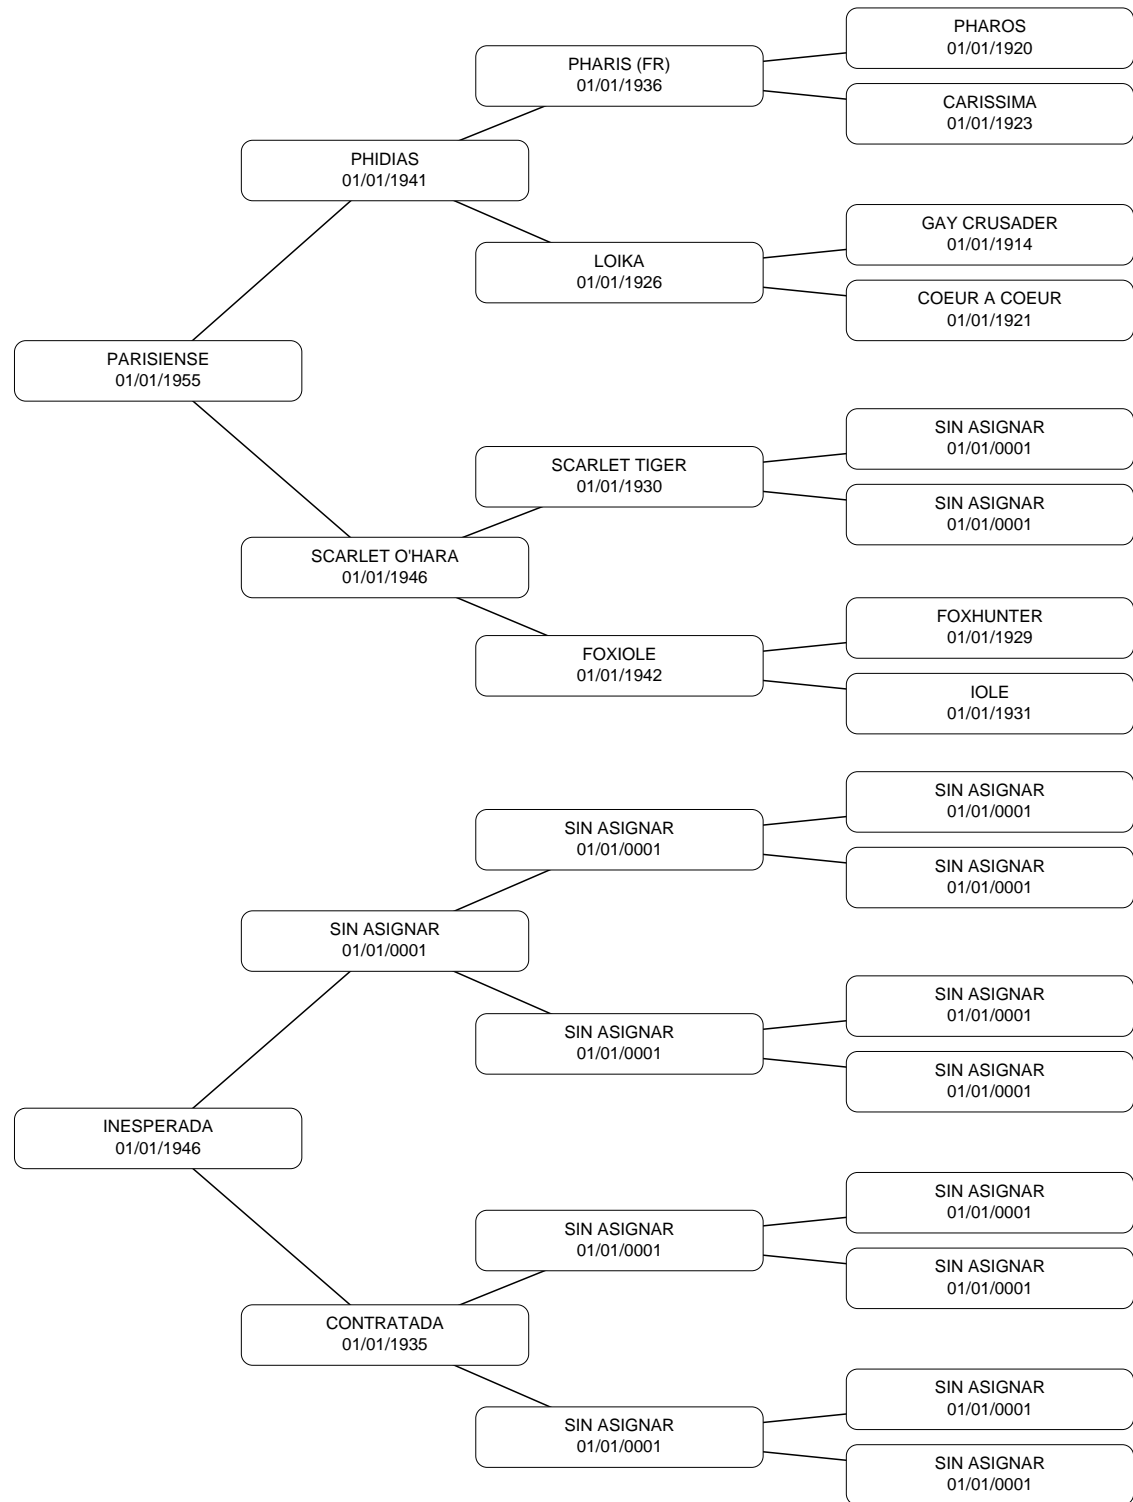 PHAROS
01/01/1920
PHARIS (FR)
01/01/1936
CARISSIMA
01/01/1923
PHIDIAS
01/01/1941
GAY CRUSADER
01/01/1914
LOIKA
01/01/1926
COEUR A COEUR
01/01/1921
PARISIENSE
01/01/1955
SIN ASIGNAR
01/01/0001
SCARLET TIGER
01/01/1930
SIN ASIGNAR
01/01/0001
SCARLET O'HARA
01/01/1946
FOXHUNTER
01/01/1929
FOXIOLE
01/01/1942
IOLE
01/01/1931
SIN ASIGNAR
01/01/0001
SIN ASIGNAR
01/01/0001
SIN ASIGNAR
01/01/0001
SIN ASIGNAR
01/01/0001
SIN ASIGNAR
01/01/0001
SIN ASIGNAR
01/01/0001
SIN ASIGNAR
01/01/0001
INESPERADA
01/01/1946
SIN ASIGNAR
01/01/0001
SIN ASIGNAR
01/01/0001
SIN ASIGNAR
01/01/0001
CONTRATADA
01/01/1935
SIN ASIGNAR
01/01/0001
SIN ASIGNAR
01/01/0001
SIN ASIGNAR
01/01/0001